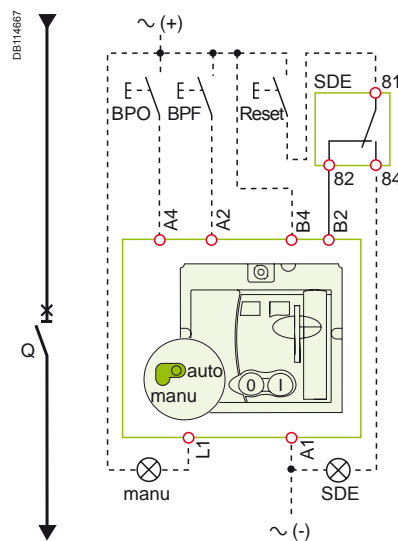 DB114667
~ (+)
BPO
BPF
Reset
SDE
81
82
84
A4
A2
B4
B2
Q
auto
manu
0
I
L1
A1
manu
SDE
~ (-)